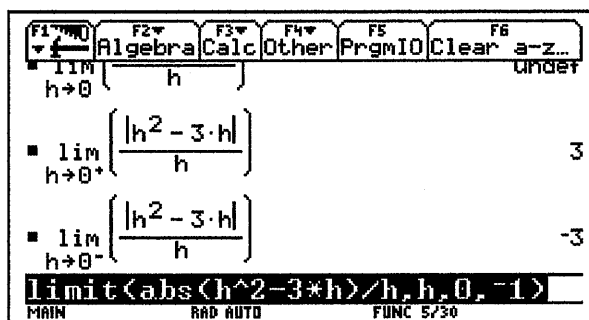 F1 F2 F3 F4 F5 F6
Algebra Calc Other PrgmIO Clear a-z…
lim h→0 ( h ) undef
lim h→0⁺ ( |h² - 3·h| / h ) 3
lim h→0⁻ ( |h² - 3·h| / h ) ⁻3
limit(abs(h^2-3*h)/h,h,0,⁻1)
MAIN RAD AUTO FUNC 5/30